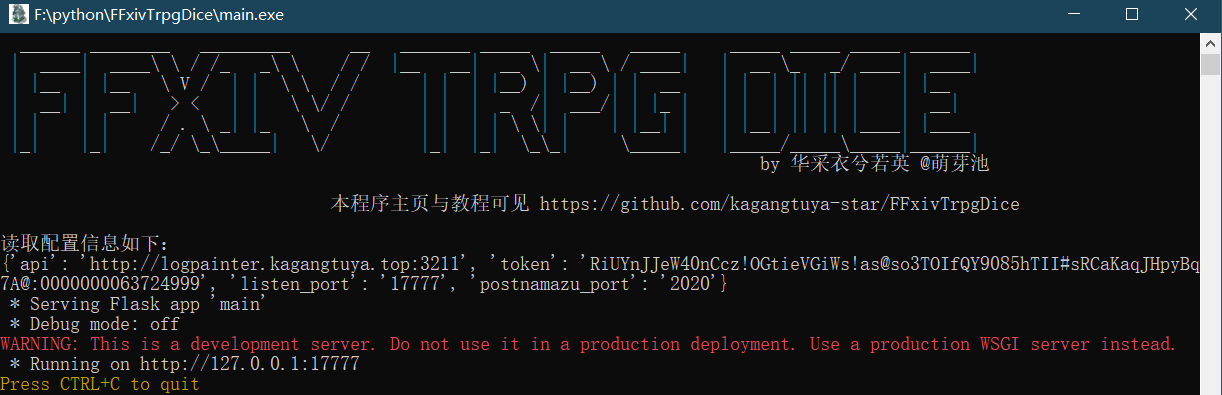 F:\python\FFxivTrpgDice\main.exe
FFXIV TRPG DICE
by 华采衣兮若英 @萌芽池
本程序主页与教程可见 https://github.com/kagangtuya-star/FFxivTrpgDice
读取配置信息如下:
{'api': 'http://logpainter.kagangtuya.top:3211', 'token': 'RiUYnJJeW40nCcz!OGtieVGiWs!as@so3TOIfQY9O85hTII#sRCaKaqJHpyBq
7A@:0000000063724999', 'listen_port': '17777', 'postnamazu_port': '2020'}
* Serving Flask app 'main'
* Debug mode: off
WARNING: This is a development server. Do not use it in a production deployment. Use a production WSGI server instead.
* Running on http://127.0.0.1:17777
Press CTRL+C to quit